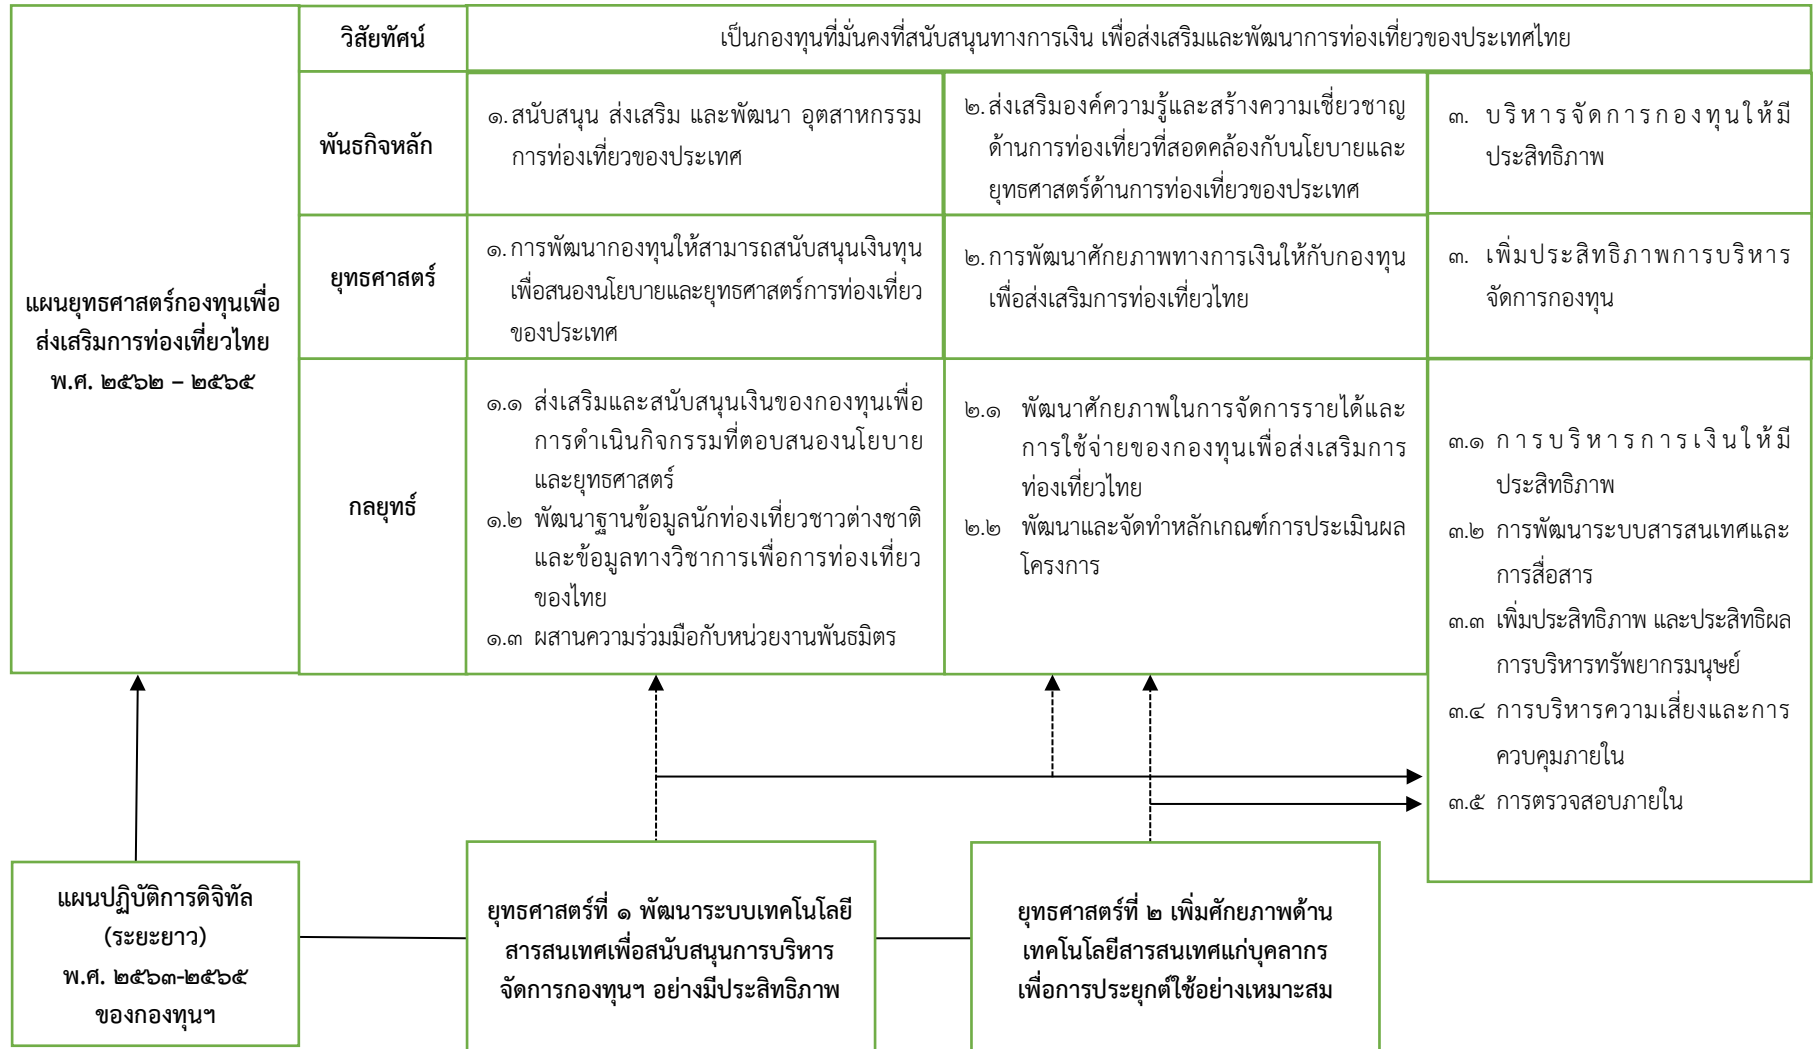 วิสัยทัศน์
เป็นกองทุนที่มั่นคงที่สนับสนุนทางการเงิน เพื่อส่งเสริมและพัฒนาการท่องเที่ยวของประเทศไทย
พันธกิจหลัก
๑. สนับสนุน ส่งเสริม และพัฒนา อุตสาหกรรม
การท่องเที่ยวของประเทศ
๒. ส่งเสริมองค์ความรู้และสร้างความเชี่ยวชาญ
ด้านการท่องเที่ยวที่สอดคล้องกับนโยบายและ
ยุทธศาสตร์ด้านการท่องเที่ยวของประเทศ
๓. บริหารจัดการกองทุนให้มี
ประสิทธิภาพ
แผนยุทธศาสตร์กองทุนเพื่อ
ส่งเสริมการท่องเที่ยวไทย
พ.ศ. ๒๕๖๒ – ๒๕๖๕
ยุทธศาสตร์
๑. การพัฒนากองทุนให้สามารถสนับสนุนเงินทุน
เพื่อสนองนโยบายและยุทธศาสตร์การท่องเที่ยว
ของประเทศ
๒. การพัฒนาศักยภาพทางการเงินให้กับกองทุน
เพื่อส่งเสริมการท่องเที่ยวไทย
๓. เพิ่มประสิทธิภาพการบริหาร
จัดการกองทุน
กลยุทธ์
๑.๑ ส่งเสริมและสนับสนุนเงินของกองทุนเพื่อ
การดำเนินกิจกรรมที่ตอบสนองนโยบาย
และยุทธศาสตร์
๑.๒ พัฒนาฐานข้อมูลนักท่องเที่ยวชาวต่างชาติ
และข้อมูลทางวิชาการเพื่อการท่องเที่ยว
ของไทย
๑.๓ ผสานความร่วมมือกับหน่วยงานพันธมิตร
๒.๑ พัฒนาศักยภาพในการจัดการรายได้และ
การใช้จ่ายของกองทุนเพื่อส่งเสริมการ
ท่องเที่ยวไทย
๒.๒ พัฒนาและจัดทำหลักเกณฑ์การประเมินผล
โครงการ
๓.๑ การบริหารการเงินให้มี
ประสิทธิภาพ
๓.๒ การพัฒนาระบบสารสนเทศและ
การสื่อสาร
๓.๓ เพิ่มประสิทธิภาพ และประสิทธิผล
การบริหารทรัพยากรมนุษย์
๓.๔ การบริหารความเสี่ยงและการ
ควบคุมภายใน
๓.๕ การตรวจสอบภายใน
แผนปฏิบัติการดิจิทัล
(ระยะยาว)
พ.ศ. ๒๕๖๓-๒๕๖๕
ของกองทุนฯ
ยุทธศาสตร์ที่ ๑ พัฒนาระบบเทคโนโลยี
สารสนเทศเพื่อสนับสนุนการบริหาร
จัดการกองทุนฯ อย่างมีประสิทธิภาพ
ยุทธศาสตร์ที่ ๒ เพิ่มศักยภาพด้าน
เทคโนโลยีสารสนเทศแก่บุคลากร
เพื่อการประยุกต์ใช้อย่างเหมาะสม